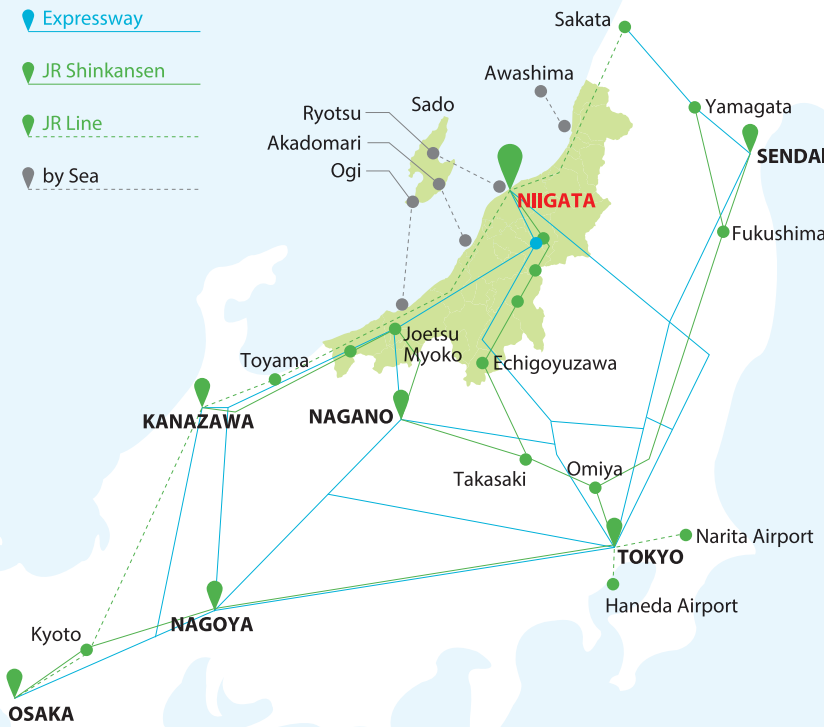 Expressway
JR Shinkansen
JR Line
by Sea
Sakata
Awashima
Sado
Ryotsu
Akadomari
Ogi
Yamagata
SENDAI
NIIGATA
Fukushima
Joetsu
Myoko
Echigoyuzawa
Toyama
KANAZAWA
NAGANO
Takasaki
Omiya
Narita Airport
TOKYO
Haneda Airport
NAGOYA
Kyoto
OSAKA